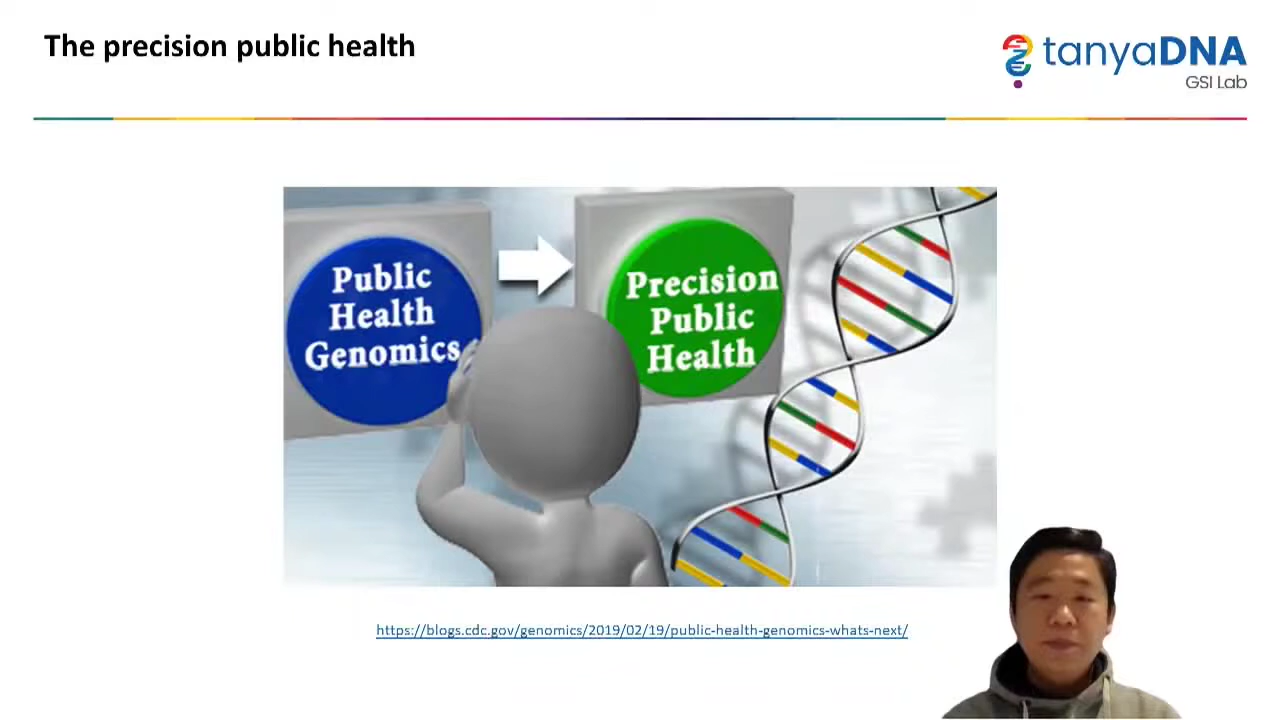 The precision public health
tanyaDNA
GSI Lab
Public
Health
Genomics
Precision
Public
Health
https://blogs.cdc.gov/genomics/2019/02/19/public-health-genomics-whats-next/